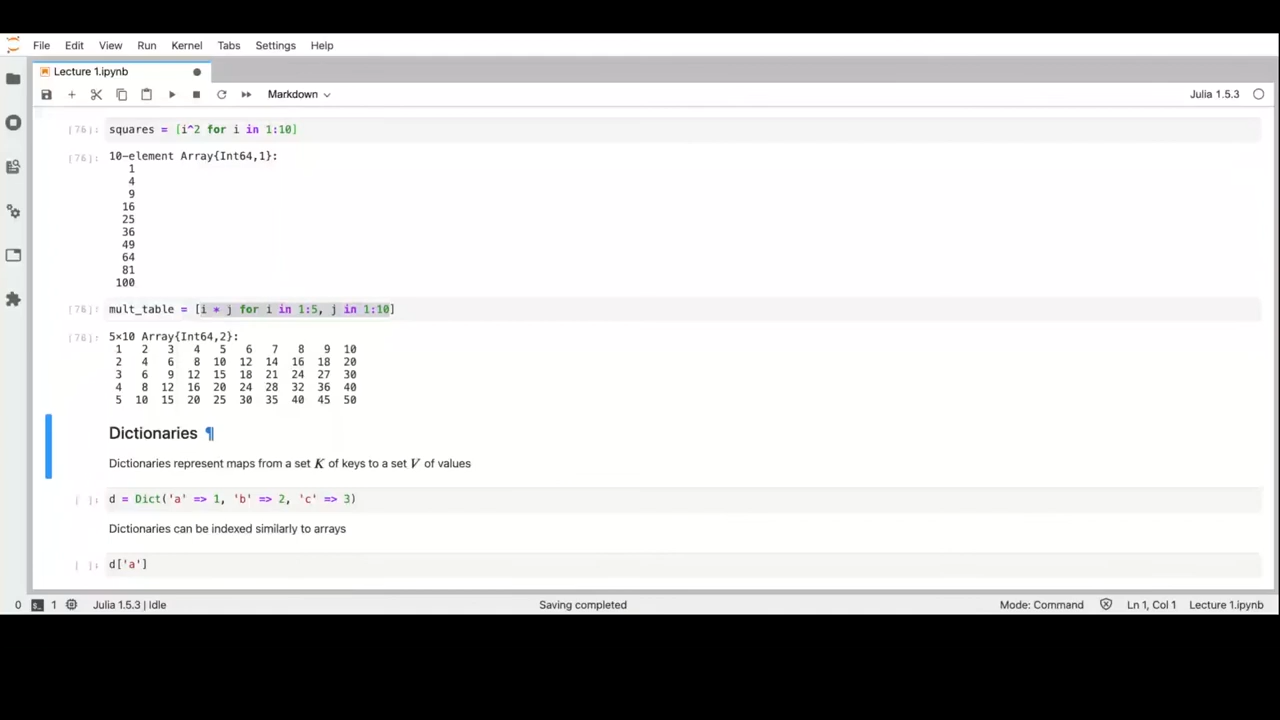 File Edit View Run Kernel Tabs Settings Help
Lecture 1.ipynb
Markdown
Julia 1.5.3
[76]: squares = [i^2 for i in 1:10]
[76]: 10-element Array{Int64,1}:
1
4
9
16
25
36
49
64
81
100
[76]: mult_table = [i * j for i in 1:5, j in 1:10]
[76]: 5×10 Array{Int64,2}:
1 2 3 4 5 6 7 8 9 10
2 4 6 8 10 12 14 16 18 20
3 6 9 12 15 18 21 24 27 30
4 8 12 16 20 24 28 32 36 40
5 10 15 20 25 30 35 40 45 50
Dictionaries ¶
Dictionaries represent maps from a set K of keys to a set V of values
[ ]: d = Dict('a' => 1, 'b' => 2, 'c' => 3)
Dictionaries can be indexed similarly to arrays
[ ]: d['a']
0 1 Julia 1.5.3 | Idle Saving completed Mode: Command Ln 1, Col 1 Lecture 1.ipynb